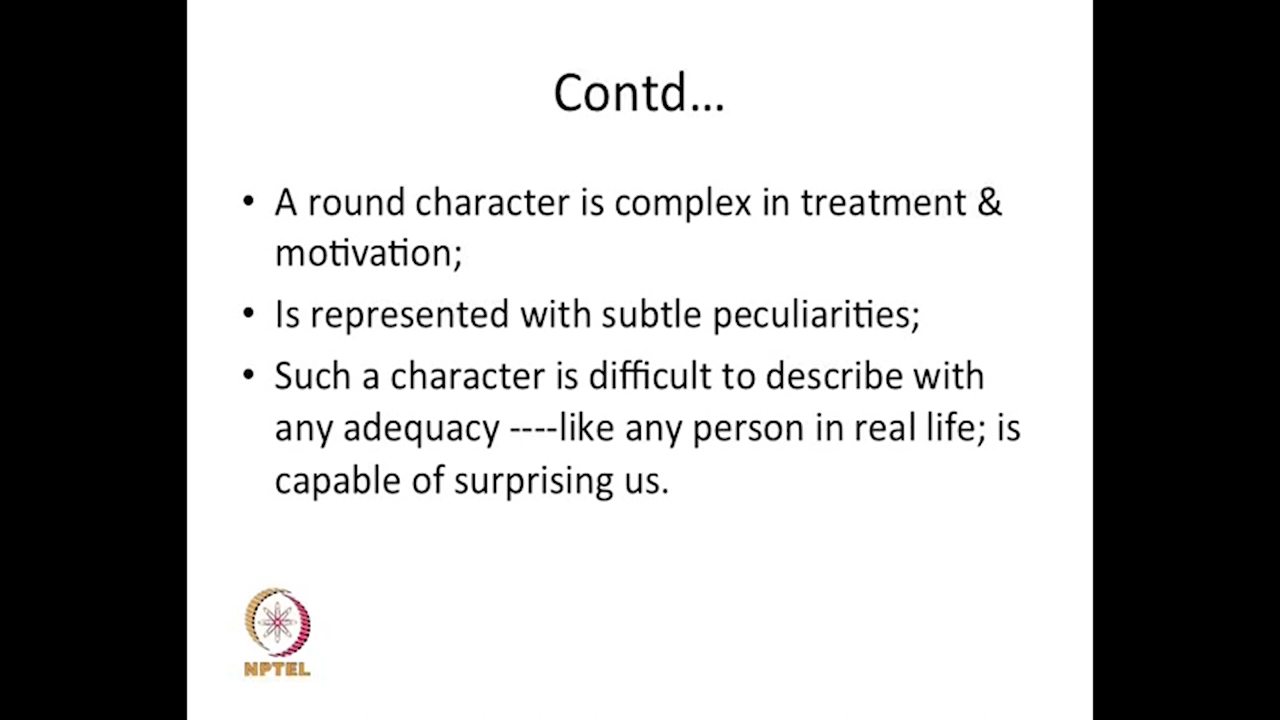 Contd...
• A round character is complex in treatment &
motivation;
• Is represented with subtle peculiarities;
• Such a character is difficult to describe with
any adequacy ----like any person in real life; is
capable of surprising us.
NPTEL